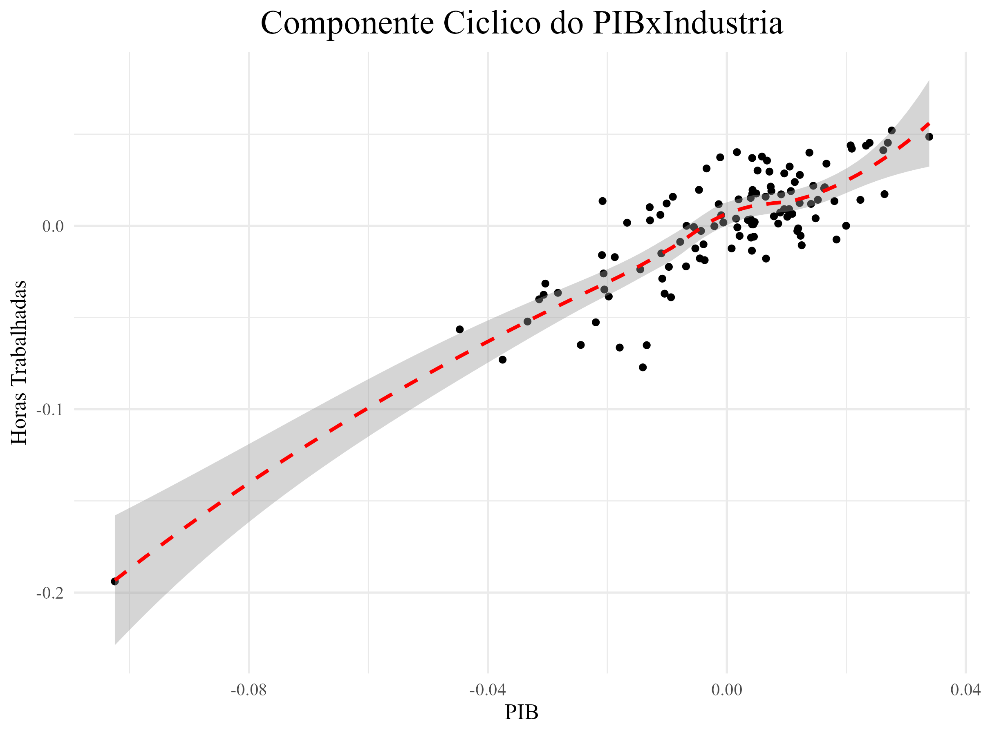 Componente Ciclico do PIBxIndustria
Horas Trabalhadas
0.0
-0.1
-0.2
-0.08
-0.04
0.00
0.04
PIB